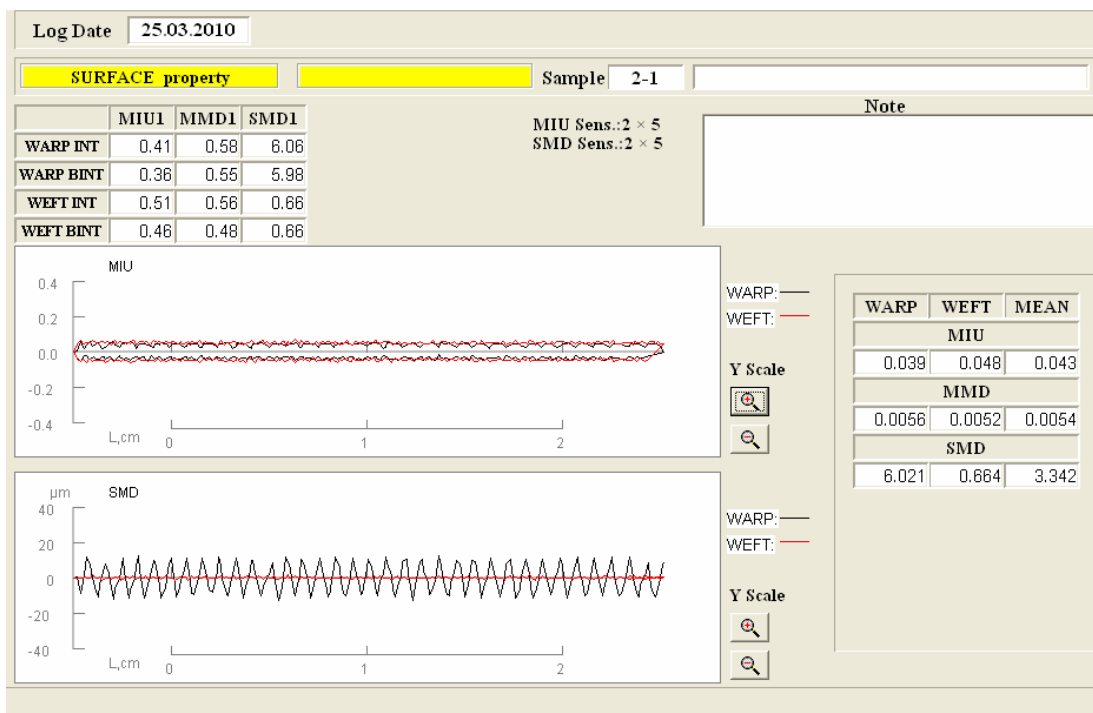 Log Date 25.03.2010
SURFACE property Sample 2-1
Note
MIU1 MMD1 SMD1
WARP INT 0.41 0.58 6.06
WARP BINT 0.36 0.55 5.98
WEFT INT 0.51 0.56 0.66
WEFT BINT 0.46 0.48 0.66
MIU Sens.:2 × 5
SMD Sens.:2 × 5
MIU
0.4
0.2
0.0
-0.2
-0.4
L,cm 0 1 2
WARP:
WEFT:
Y Scale
WARP WEFT MEAN
MIU
0.039 0.048 0.043
MMD
0.0056 0.0052 0.0054
SMD
6.021 0.664 3.342
µm SMD
40
20
0
-20
-40
L,cm 0 1 2
WARP:
WEFT:
Y Scale